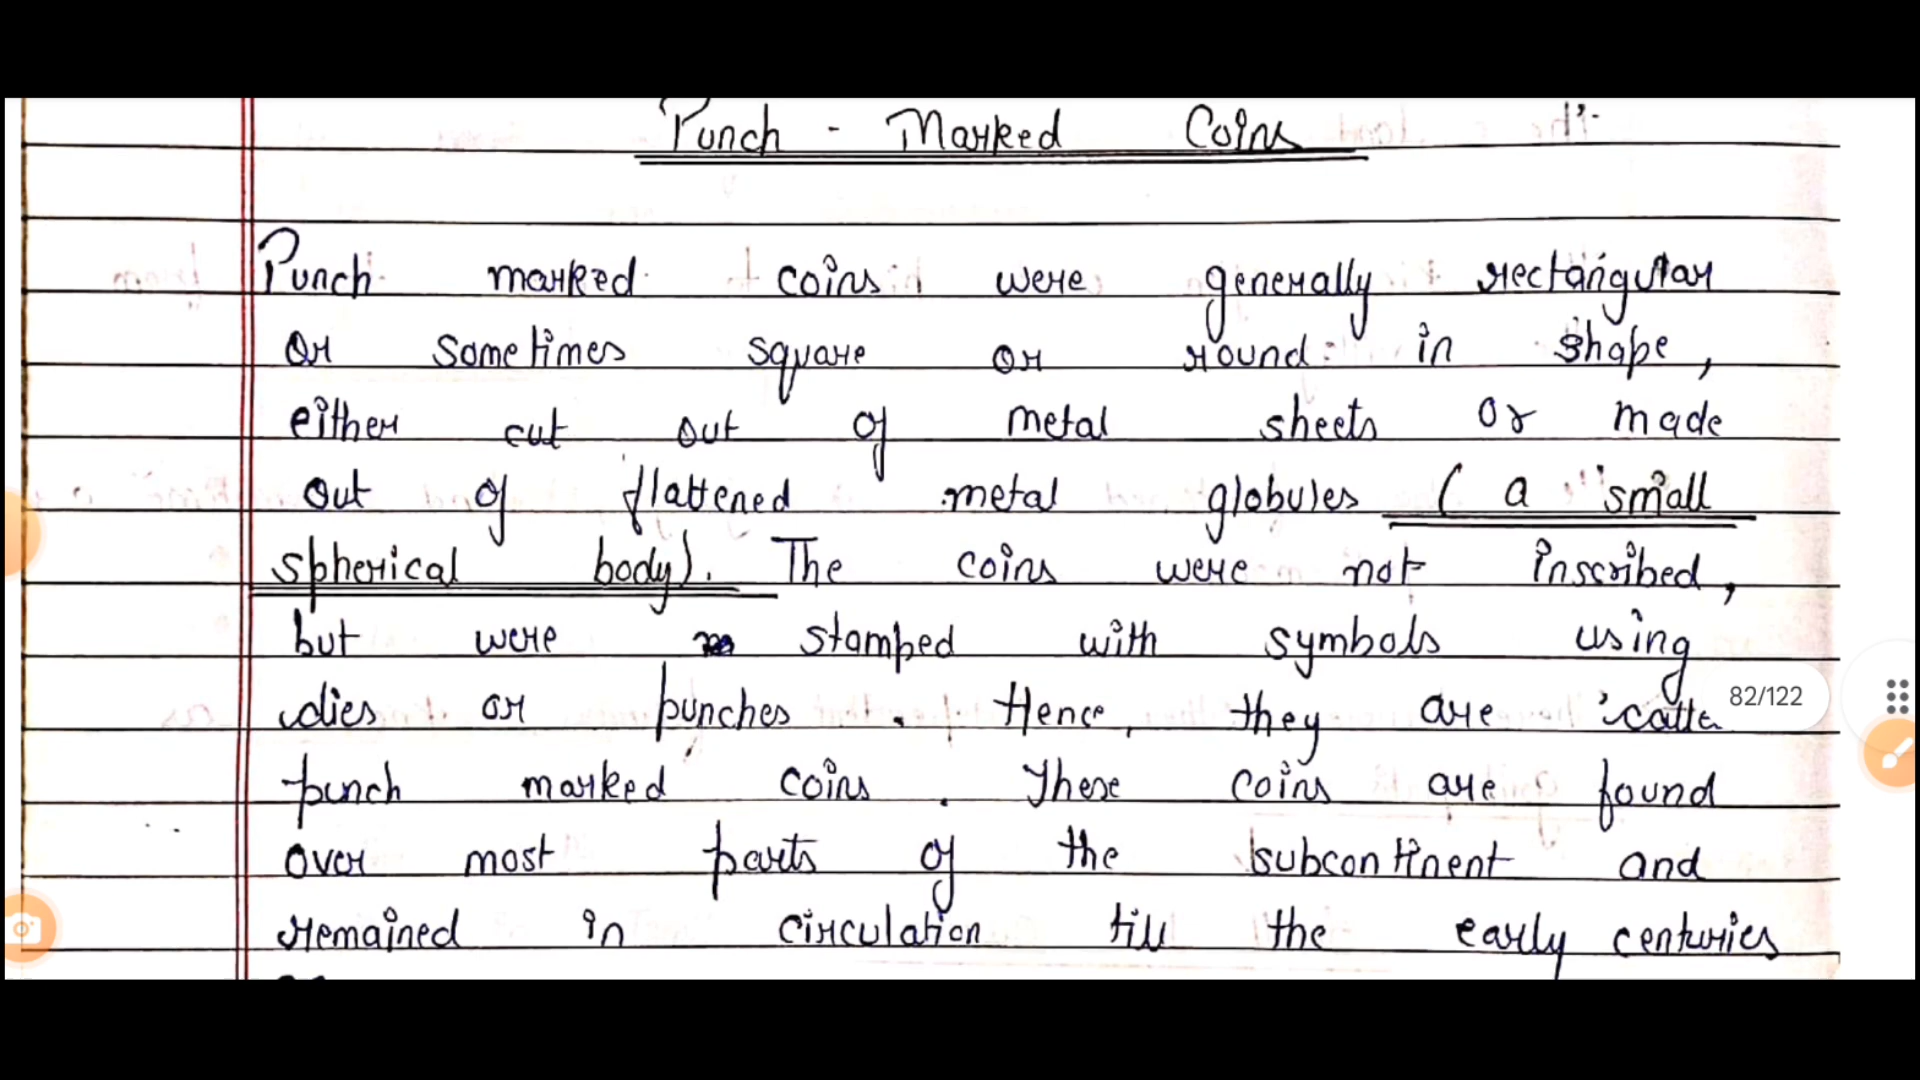 Punch - Marked Coins
Punch marked coins were generally rectangular
or sometimes square or round in shape,
either cut out of metal sheets or made
out of flattened metal globules ( a small
spherical body). The coins were not inscribed,
but were stamped with symbols using
dies or punches. Hence, they are
82/122
punch marked coins. These coins are found
over most parts of the subcontinent and
remained in circulation till the early centuries